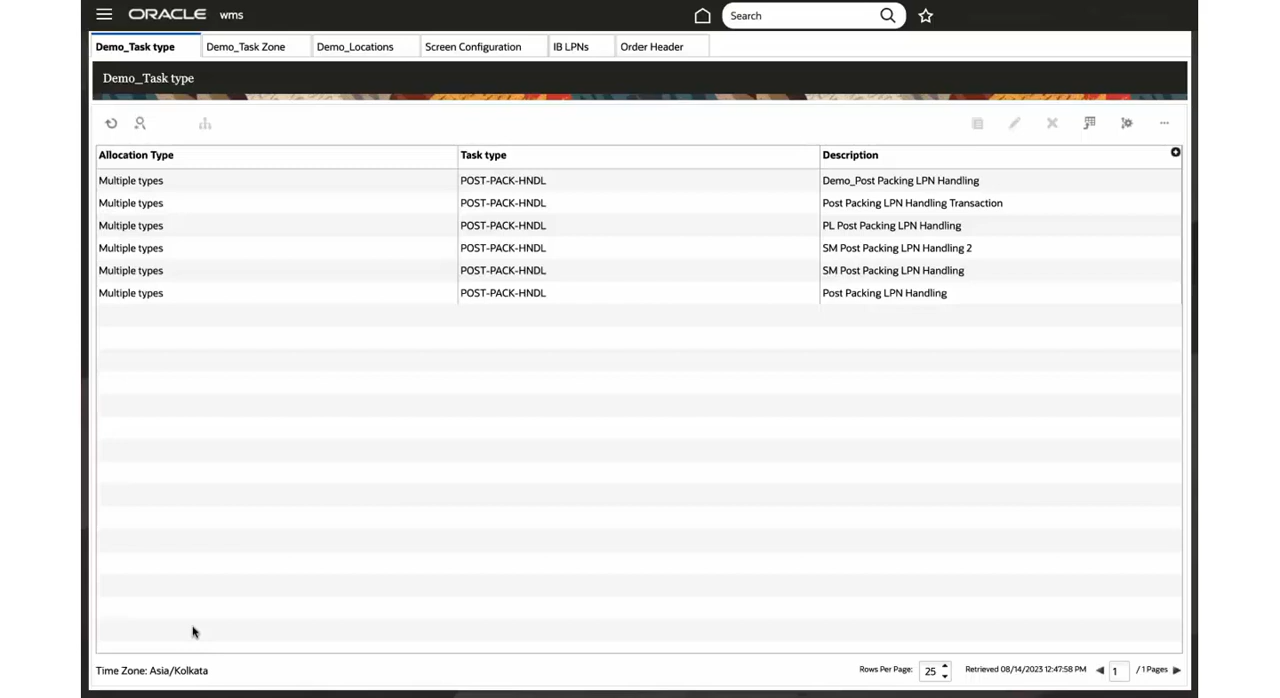 ORACLE wms Search
Demo_Task type Demo_Task Zone Demo_Locations Screen Configuration IB LPNs Order Header
Demo_Task type
Allocation Type Task type Description
Multiple types POST-PACK-HNDL Demo_Post Packing LPN Handling
Multiple types POST-PACK-HNDL Post Packing LPN Handling Transaction
Multiple types POST-PACK-HNDL PL Post Packing LPN Handling
Multiple types POST-PACK-HNDL SM Post Packing LPN Handling 2
Multiple types POST-PACK-HNDL SM Post Packing LPN Handling
Multiple types POST-PACK-HNDL Post Packing LPN Handling
Time Zone: Asia/Kolkata Rows Per Page: 25 Retrieved 08/14/2023 12:47:58 PM 1 / 1 Pages